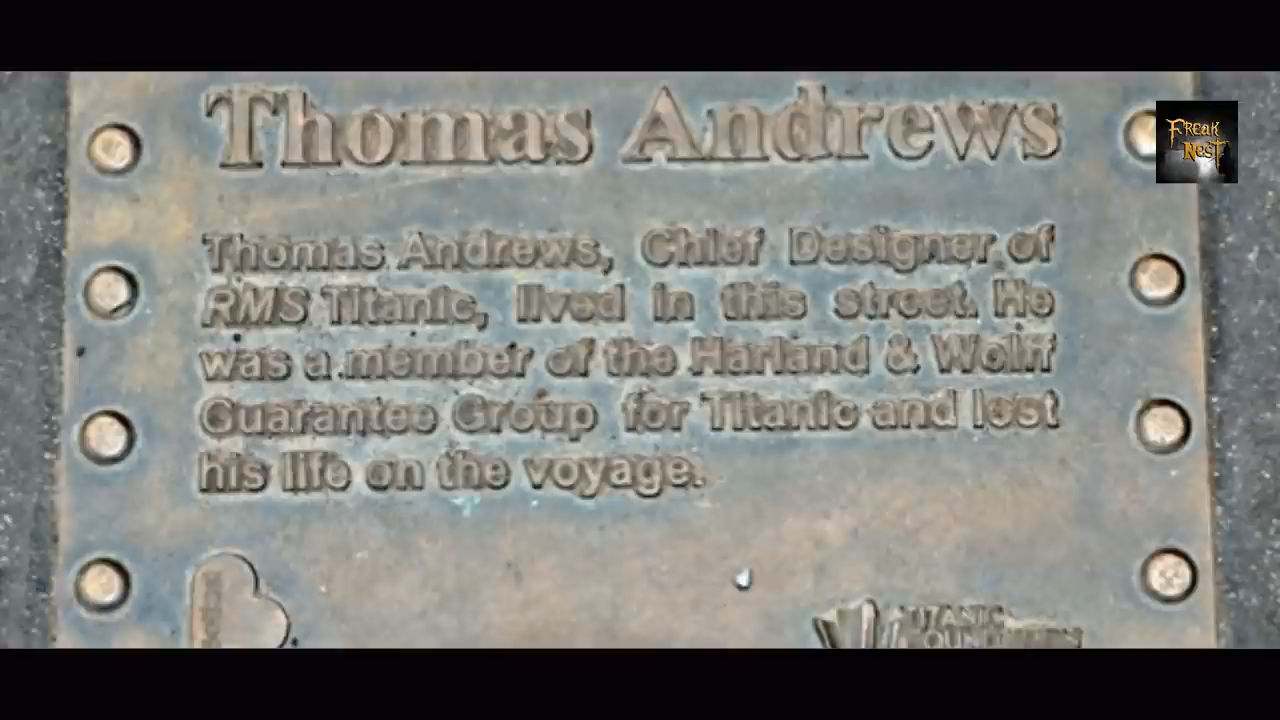 Thomas Andrews
FREAK
NEST
Thomas Andrews, Chief Designer of
RMS Titanic, lived in this street. He
was a member of the Harland & Wolff
Guarantee Group for Titanic and lost
his life on the voyage.
TITANIC